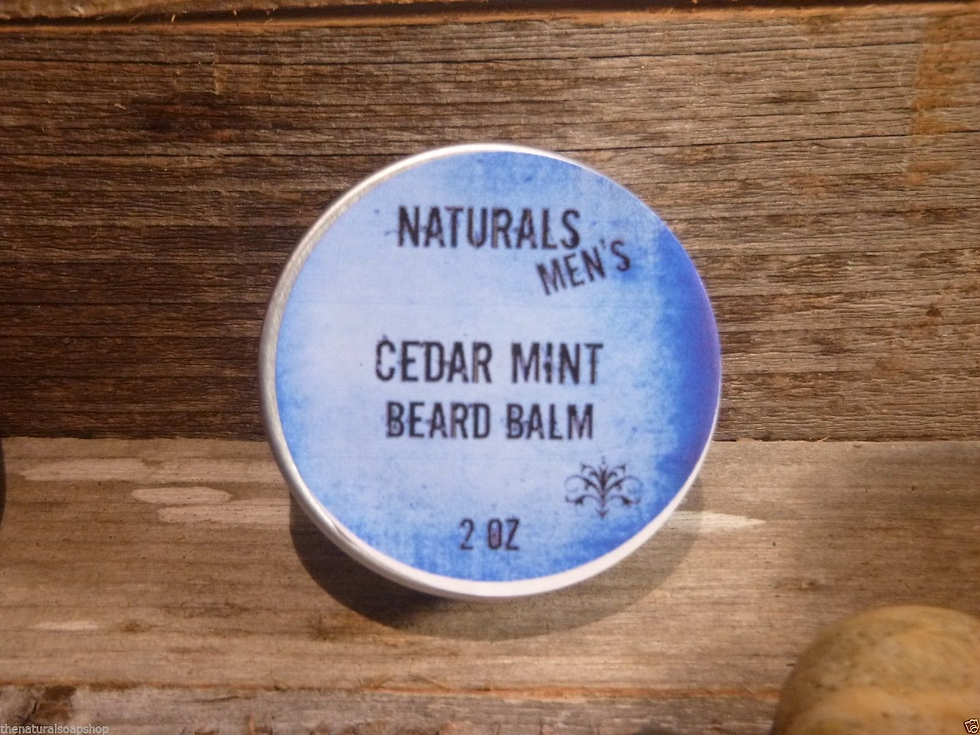 NATURALS
MEN'S
CEDAR MINT
BEARD BALM
2 OZ
thenaturalsoapshop